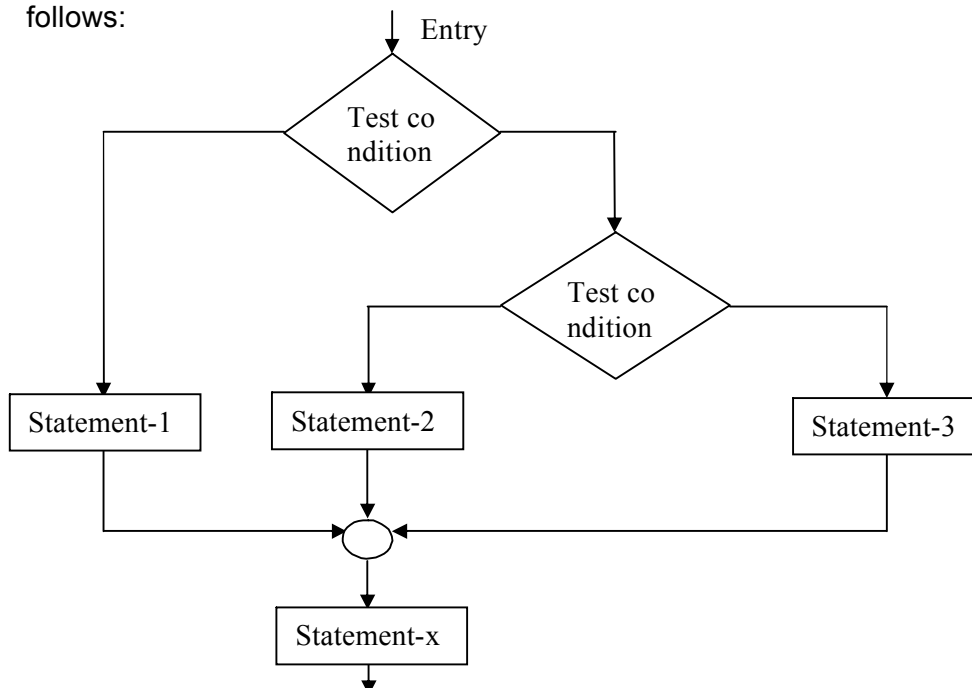 follows:
Entry
Test co
ndition
Test co
ndition
Statement-1
Statement-2
Statement-3
Statement-x